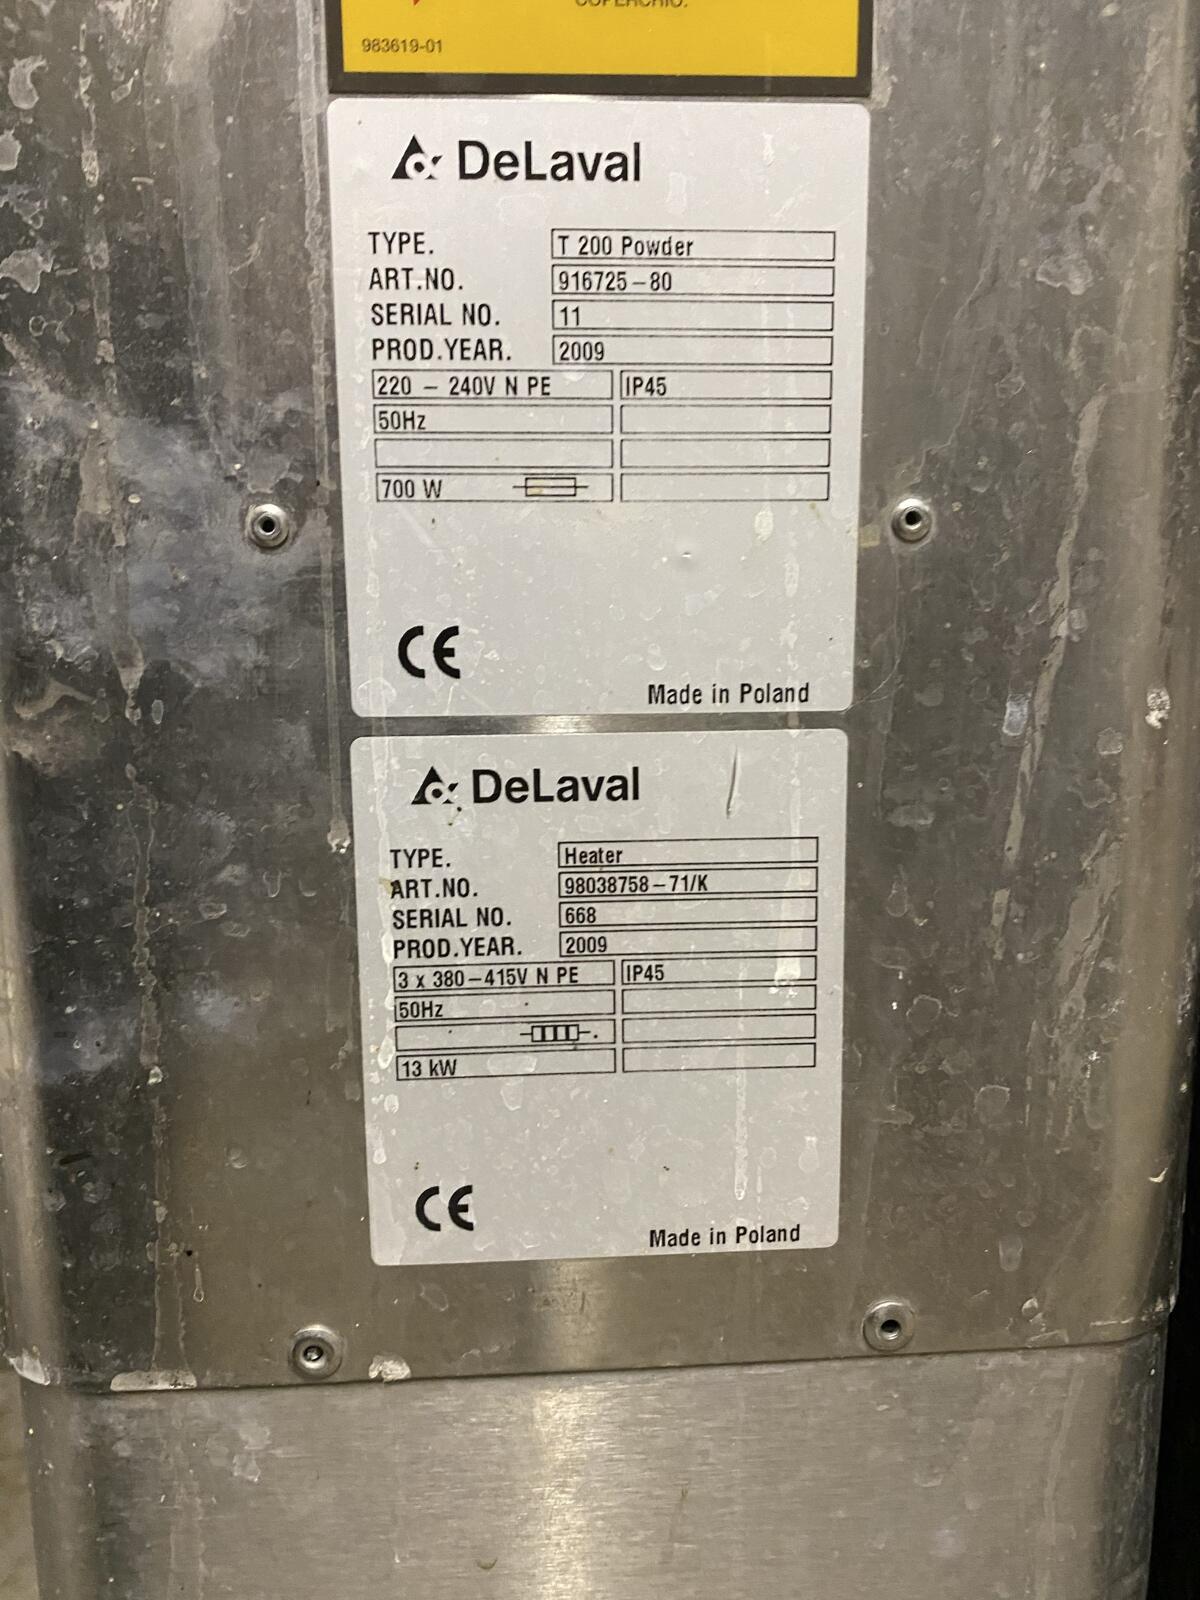 COPERCHIO.
983619-01
DeLaval
TYPE. T 200 Powder
ART.NO. 916725-80
SERIAL NO. 11
PROD.YEAR. 2009
220 - 240V N PE IP45
50Hz
700 W
CE
Made in Poland
DeLaval
TYPE. Heater
ART.NO. 98038758-71/K
SERIAL NO. 668
PROD.YEAR. 2009
3 x 380-415V N PE IP45
50Hz
13 kW
CE
Made in Poland